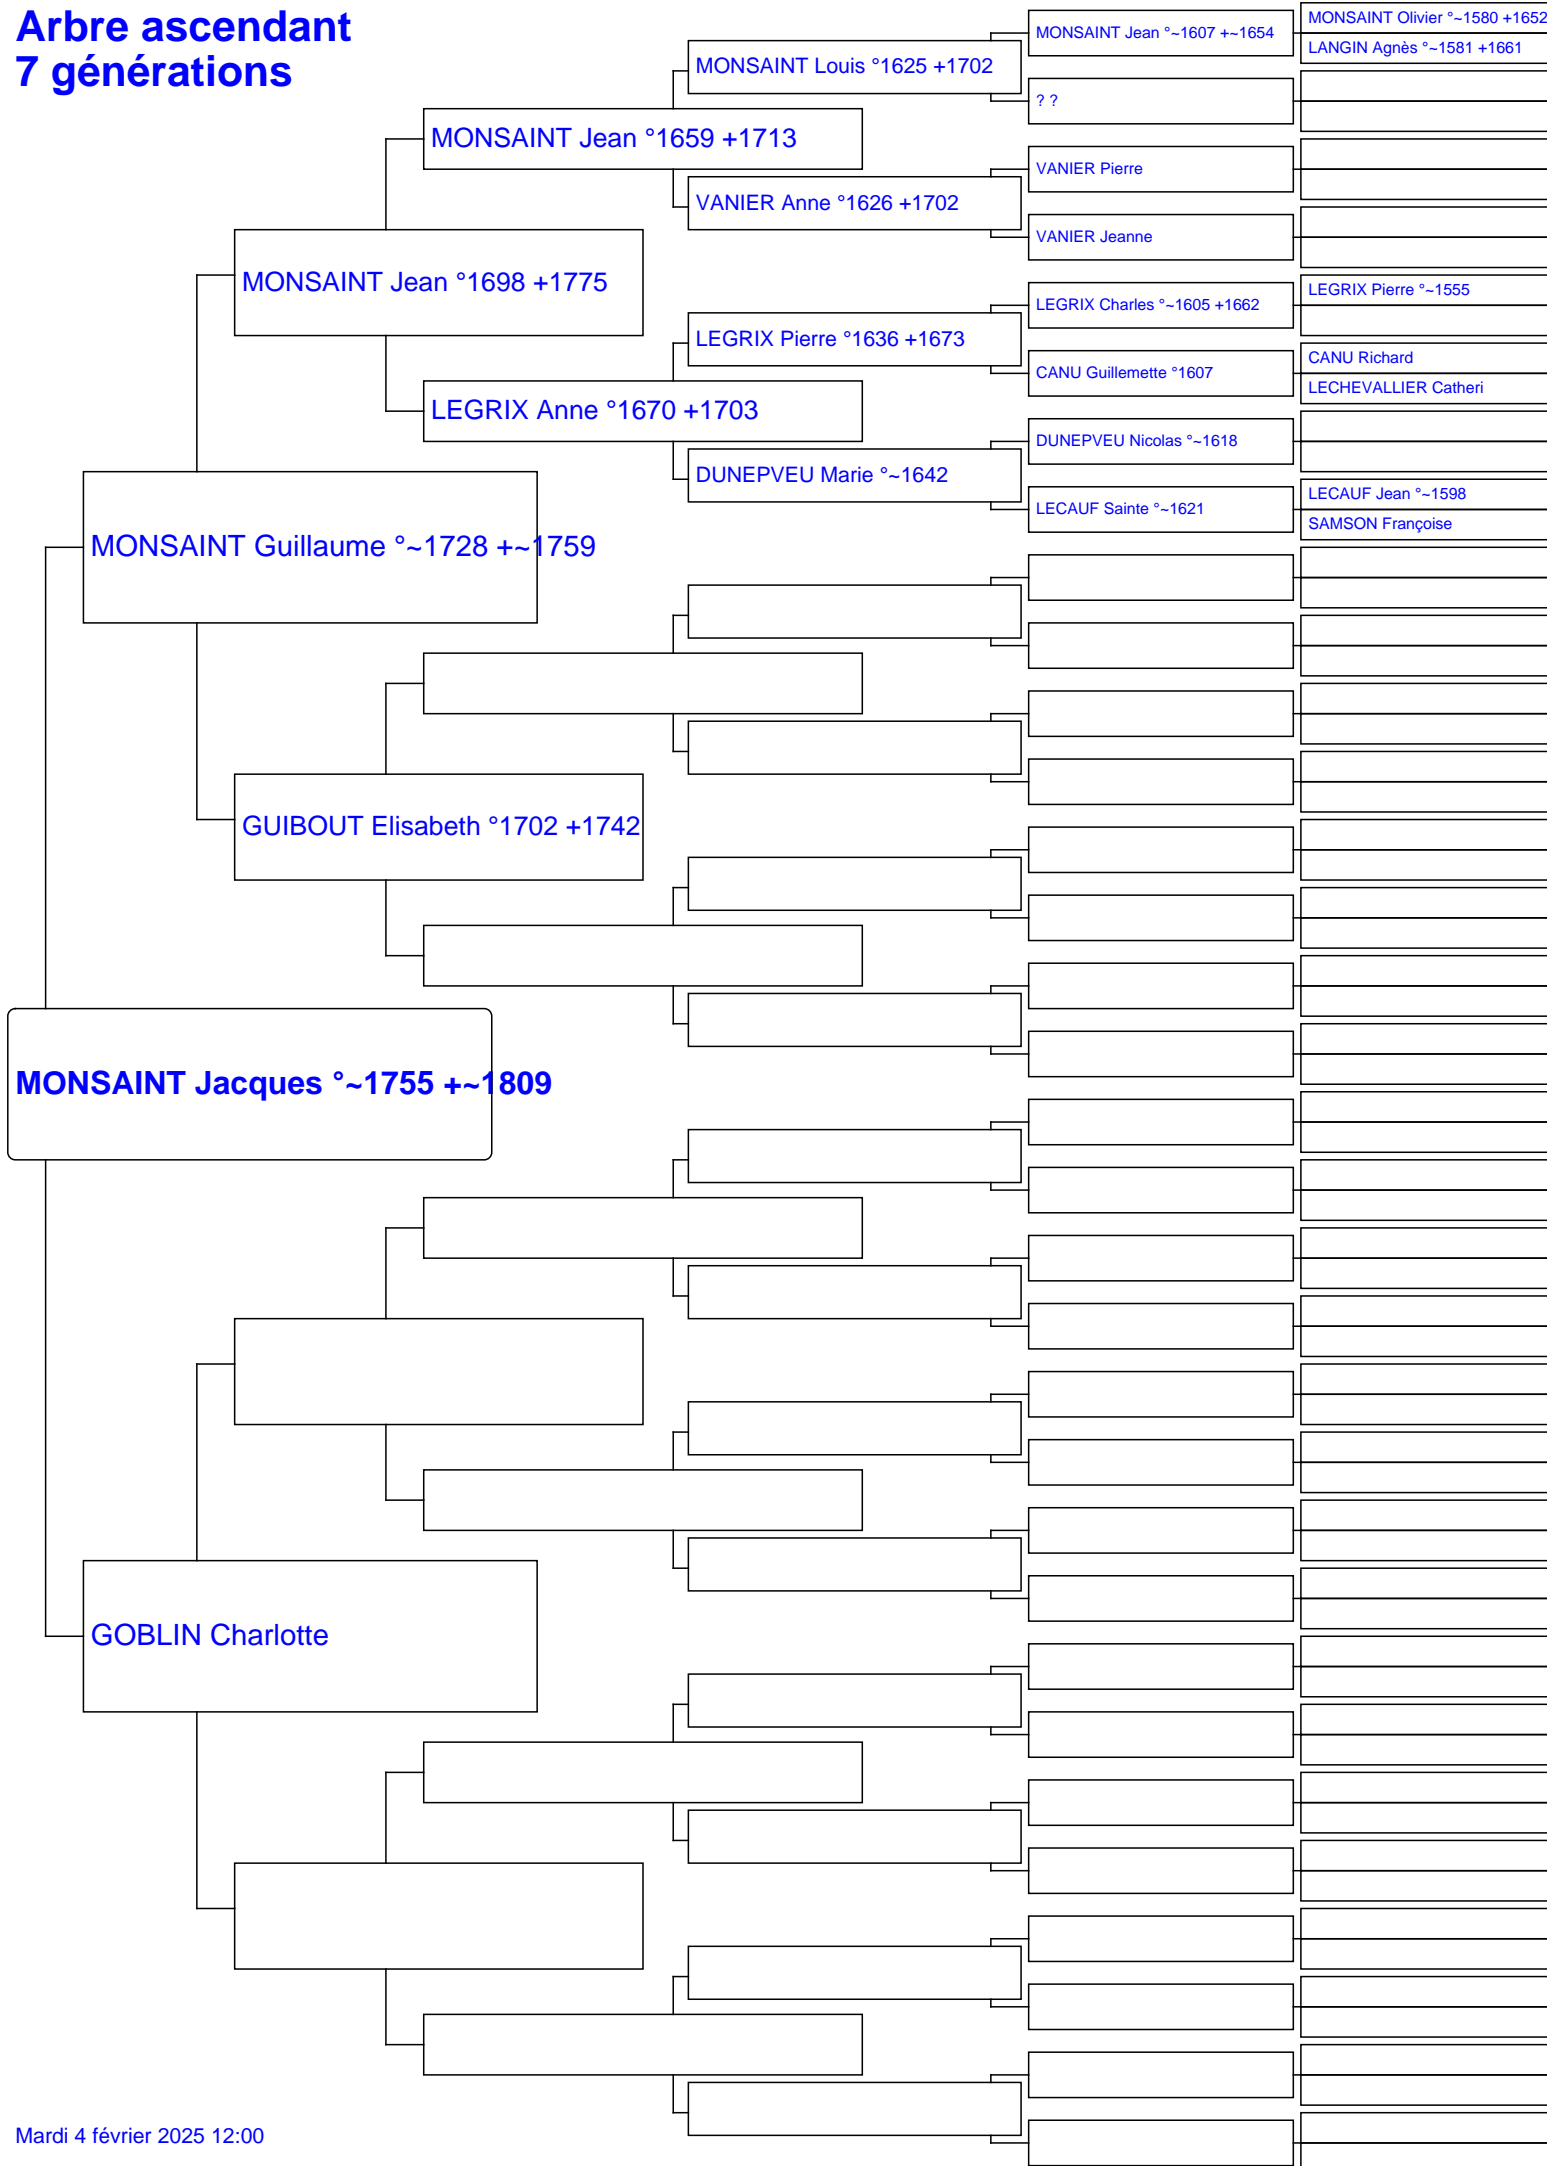 Arbre ascendant
7 générations
MONSAINT Olivier °~1580 +1652
MONSAINT Jean °~1607 +~1654
LANGIN Agnès °~1581 +1661
MONSAINT Louis °1625 +1702
? ?
MONSAINT Jean °1659 +1713
VANIER Pierre
VANIER Anne °1626 +1702
VANIER Jeanne
MONSAINT Jean °1698 +1775
LEGRIX Pierre °~1555
LEGRIX Charles °~1605 +1662
LEGRIX Pierre °1636 +1673
CANU Richard
CANU Guillemette °1607
LECHEVALLIER Catheri
LEGRIX Anne °1670 +1703
DUNEPVEU Nicolas °~1618
DUNEPVEU Marie °~1642
LECAUF Jean °~1598
LECAUF Sainte °~1621
SAMSON Françoise
MONSAINT Guillaume °~1728 +~1759
GUIBOUT Elisabeth °1702 +1742
MONSAINT Jacques °~1755 +~1809
GOBLIN Charlotte
Mardi 4 février 2025 12:00